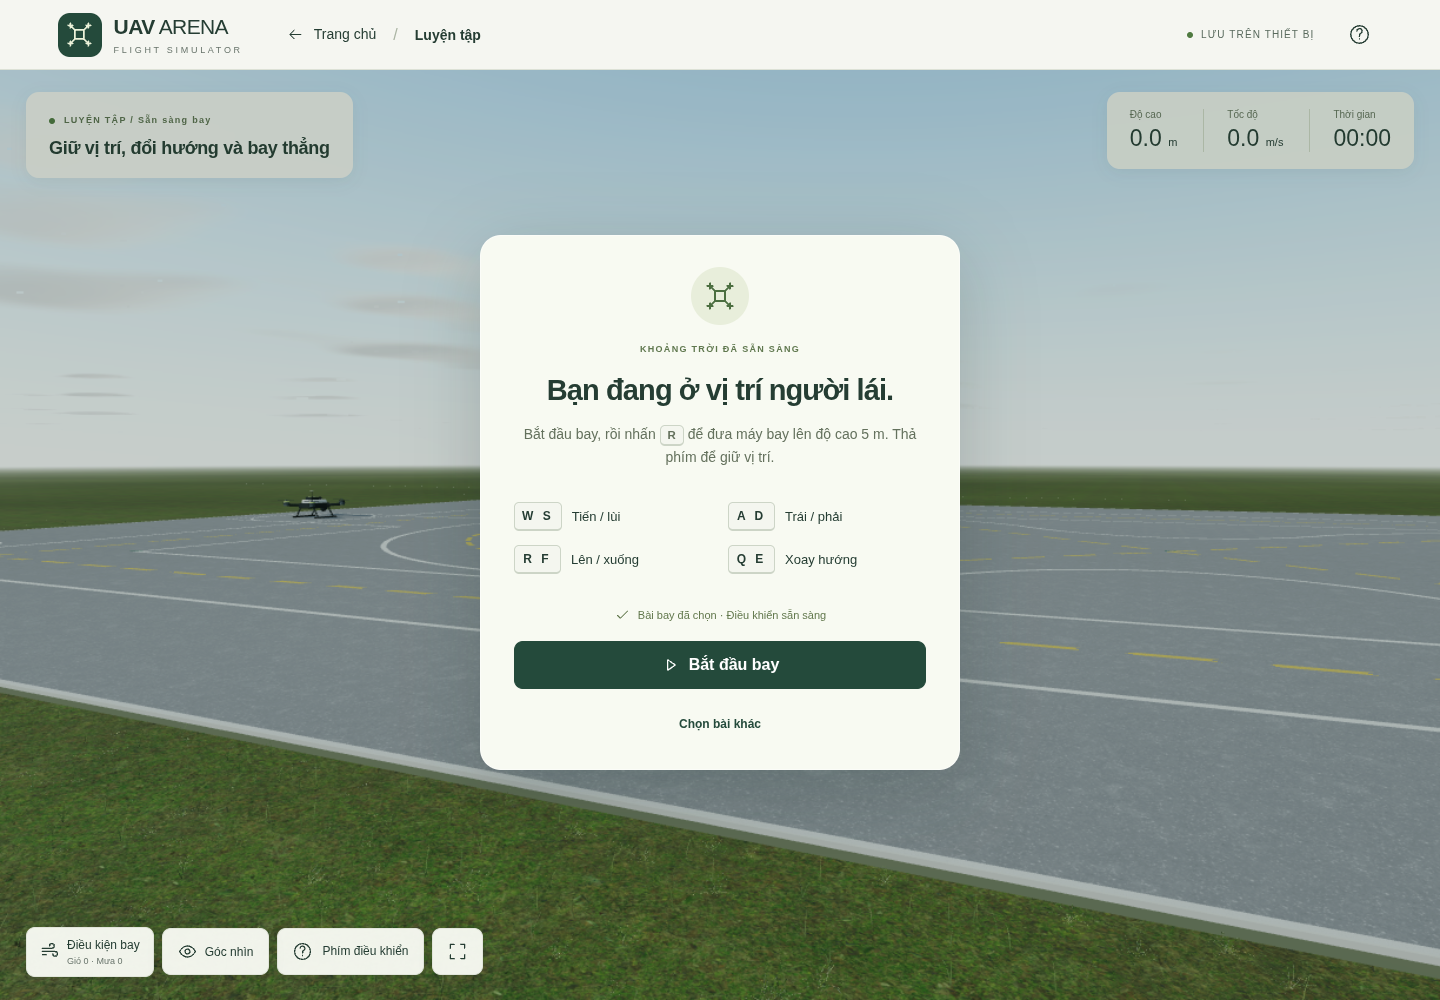 UAV ARENA
FLIGHT SIMULATOR
Trang chủ / Luyện tập
LƯU TRÊN THIẾT BỊ
LUYỆN TẬP / Sẵn sàng bay
Giữ vị trí, đổi hướng và bay thẳng
Độ cao
0.0 m
Tốc độ
0.0 m/s
Thời gian
00:00
KHOẢNG TRỜI ĐÃ SẴN SÀNG
Bạn đang ở vị trí người lái.
Bắt đầu bay, rồi nhấn R để đưa máy bay lên độ cao 5 m. Thả
phím để giữ vị trí.
W S Tiến / lùi
A D Trái / phải
R F Lên / xuống
Q E Xoay hướng
Bài bay đã chọn · Điều khiển sẵn sàng
Bắt đầu bay
Chọn bài khác
Điều kiện bay
Gió 0 · Mưa 0
Góc nhìn
Phím điều khiển